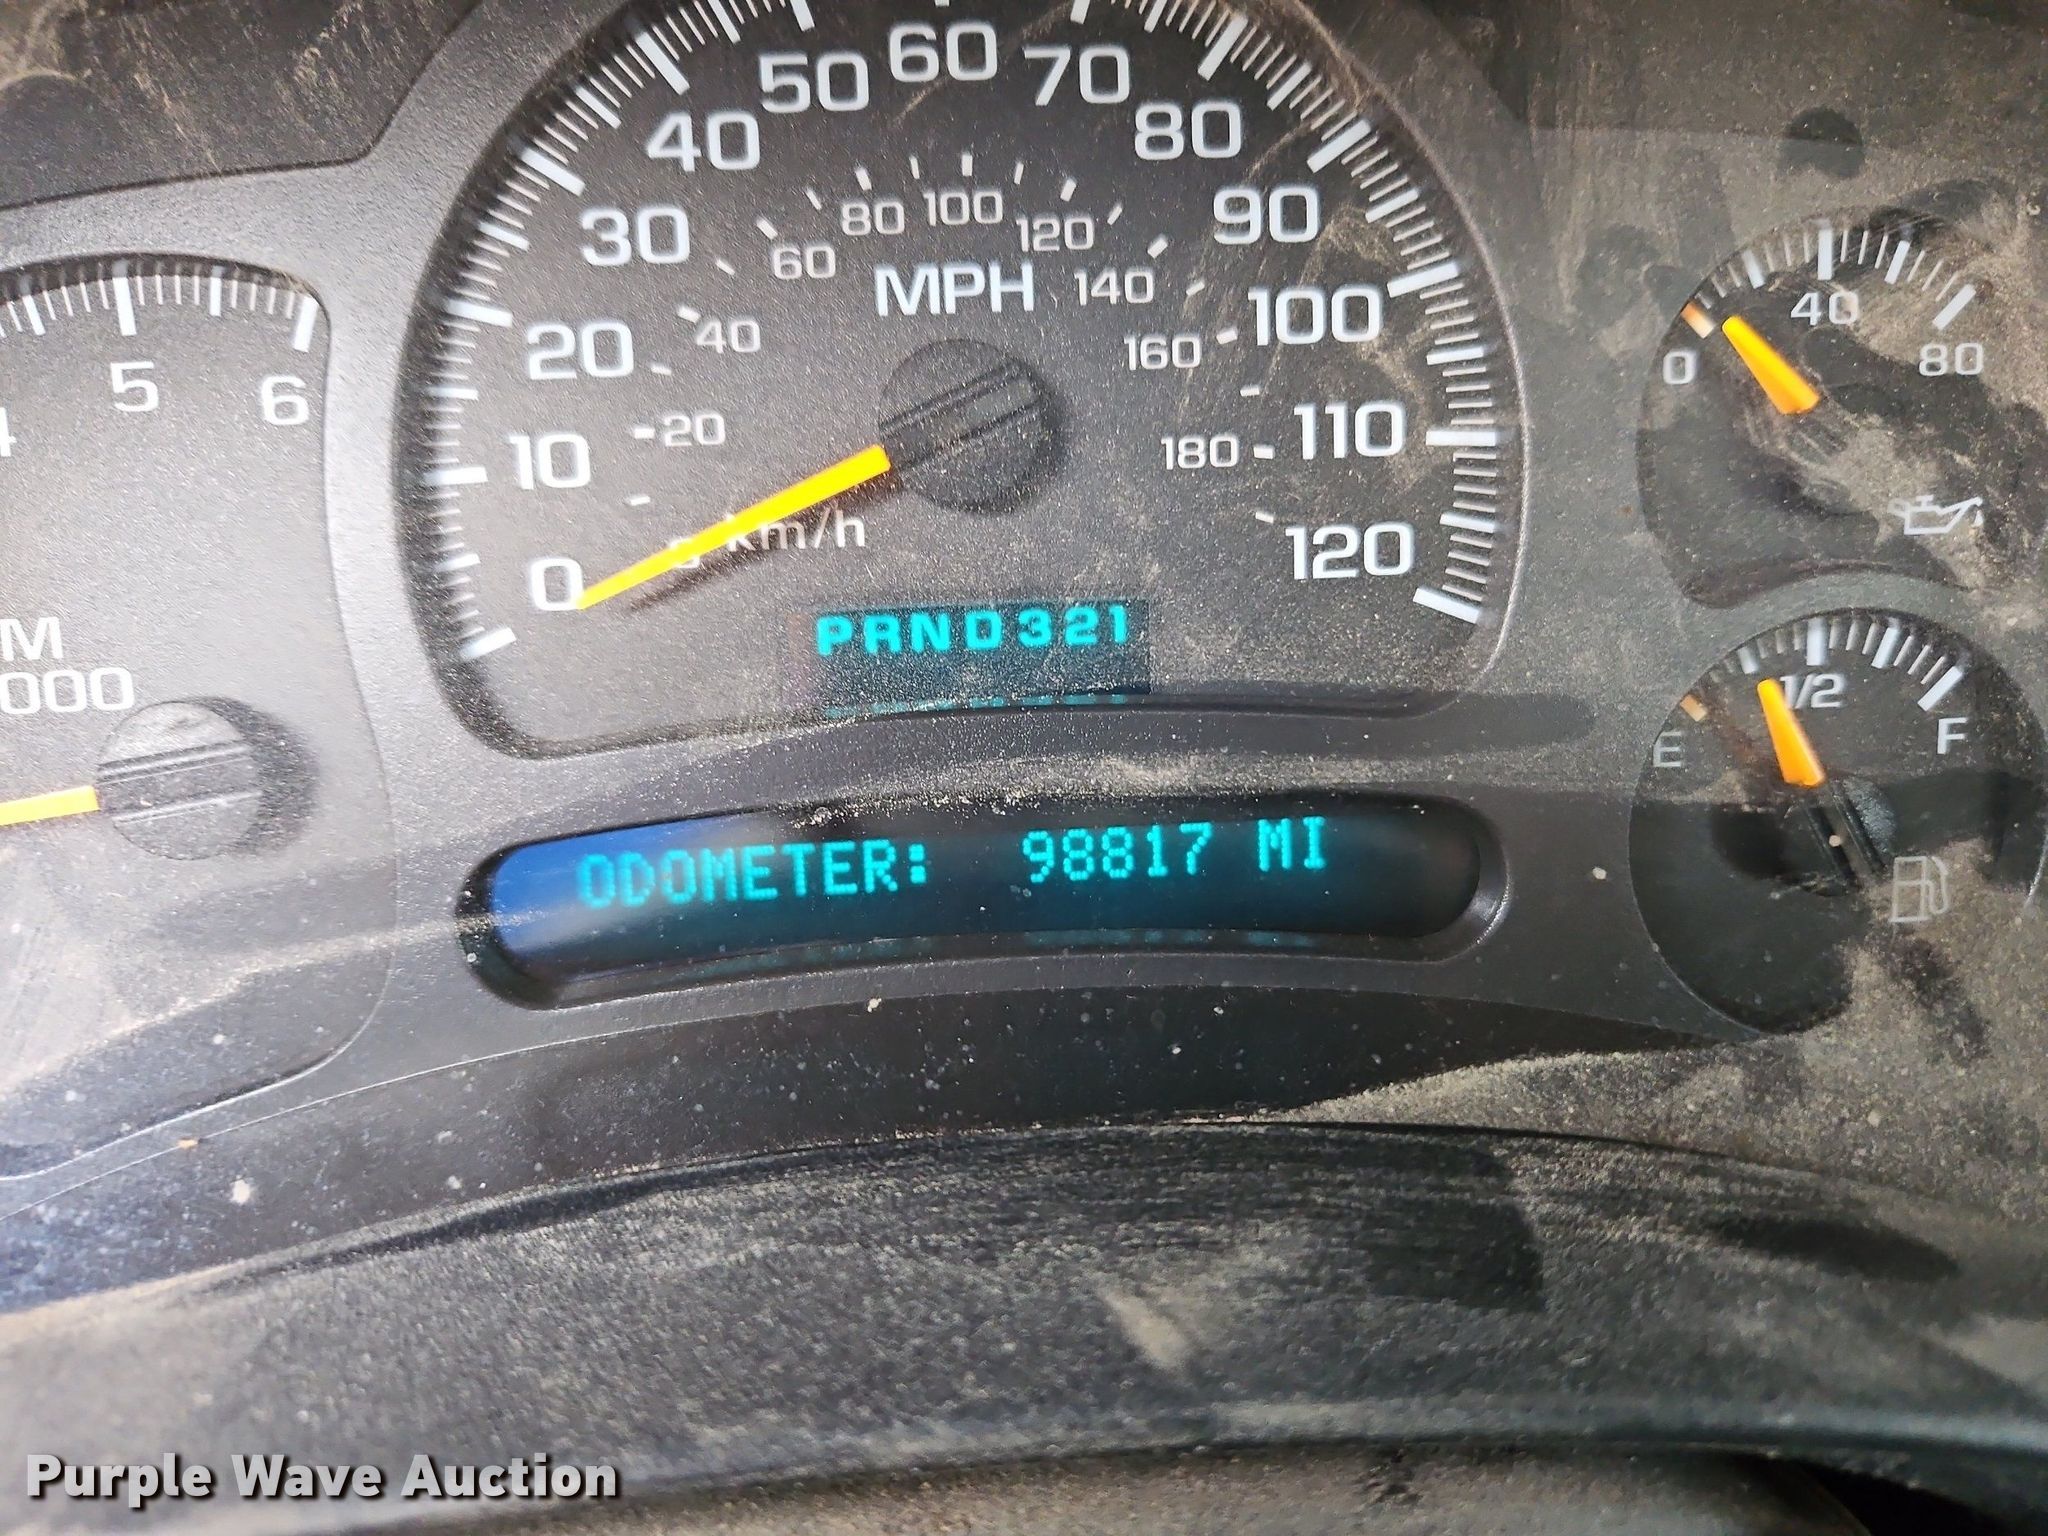 40 50 60 70 80
30 90
20 100
10 110
0 120
60 80 100 120
40 MPH 140
20 160
180
km/h
PRND321
5 6
000
0 40 80
E 1/2 F
ODOMETER: 98817 MI
Purple Wave Auction